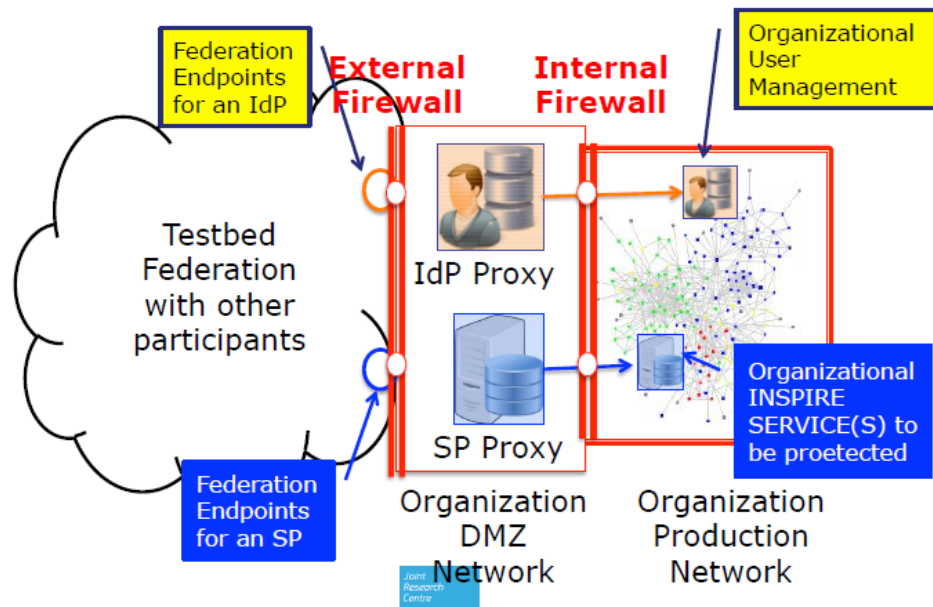 Federation
Endpoints
for an IdP
External
Firewall
Internal
Firewall
Organizational
User
Management
Testbed
Federation
with other
participants
IdP Proxy
SP Proxy
Organizational
INSPIRE
SERVICE(S) to
be proetected
Federation
Endpoints
for an SP
Organization
DMZ
Network
Organization
Production
Network
Joint
Research
Centre